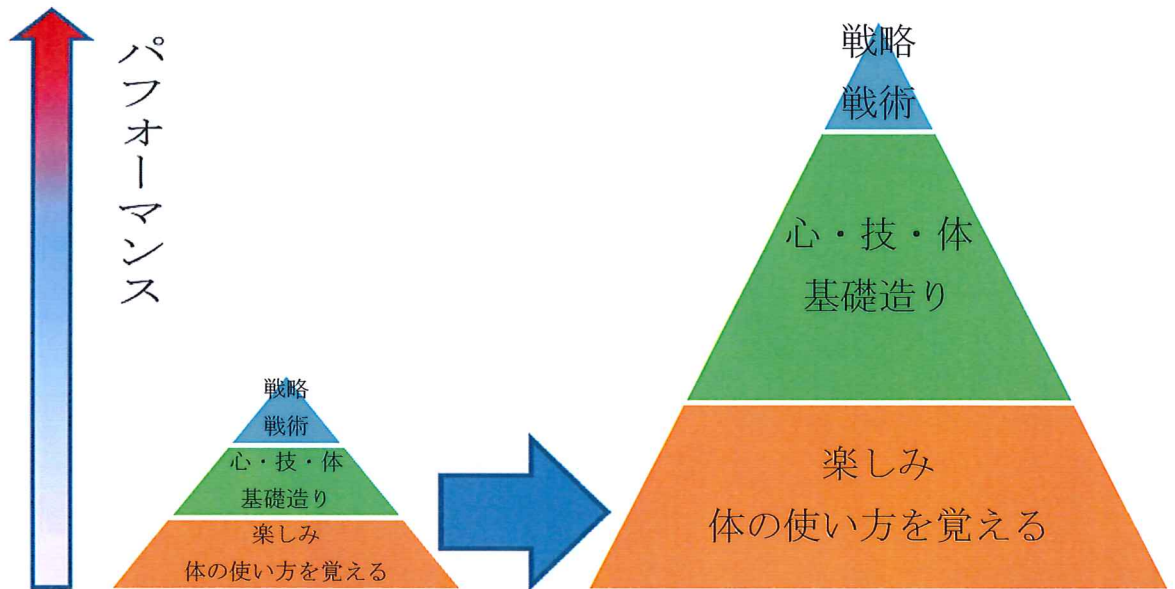 パフォーマンス
戦略
戦術
心・技・体
基礎造り
楽しみ
体の使い方を覚える
戦略
戦術
心・技・体
基礎造り
楽しみ
体の使い方を覚える